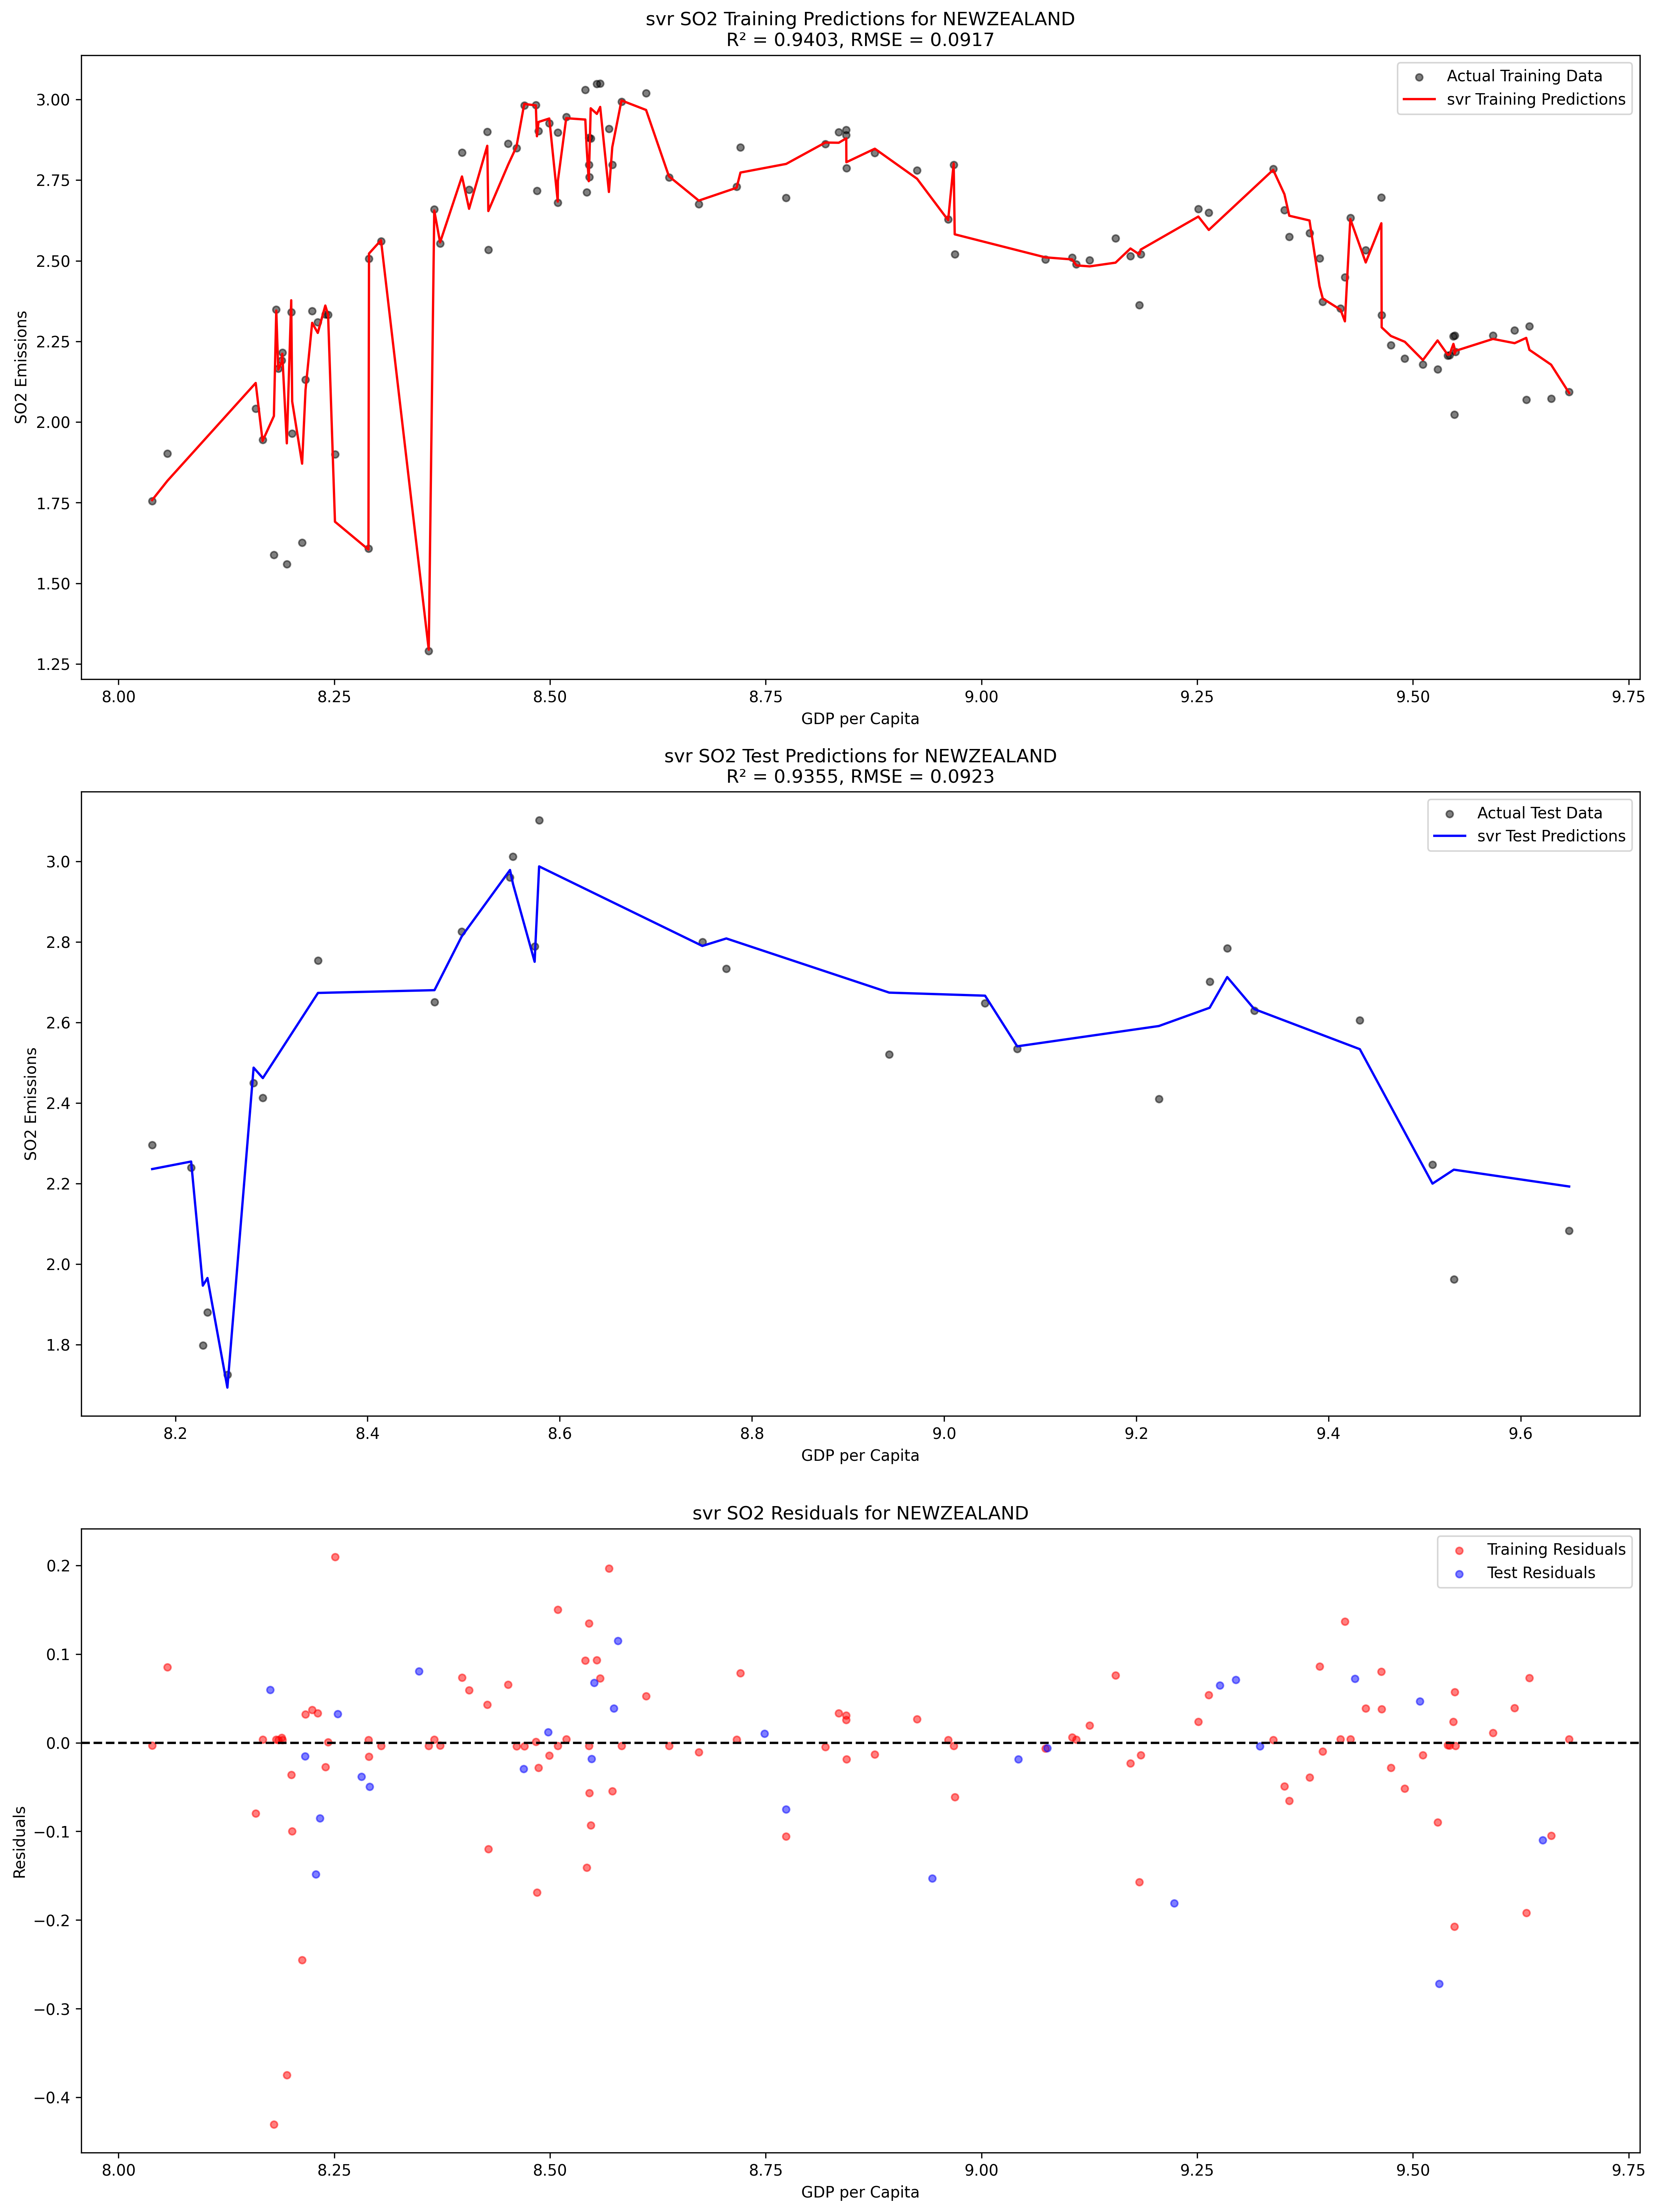 svr SO2 Training Predictions for NEWZEALAND
R² = 0.9403, RMSE = 0.0917
Actual Training Data
svr Training Predictions
SO2 Emissions
3.00
2.75
2.50
2.25
2.00
1.75
1.50
1.25
8.00 8.25 8.50 8.75 9.00 9.25 9.50 9.75
GDP per Capita
svr SO2 Test Predictions for NEWZEALAND
R² = 0.9355, RMSE = 0.0923
Actual Test Data
svr Test Predictions
SO2 Emissions
3.0
2.8
2.6
2.4
2.2
2.0
1.8
8.2 8.4 8.6 8.8 9.0 9.2 9.4 9.6
GDP per Capita
svr SO2 Residuals for NEWZEALAND
Training Residuals
Test Residuals
Residuals
0.2
0.1
0.0
−0.1
−0.2
−0.3
−0.4
8.00 8.25 8.50 8.75 9.00 9.25 9.50 9.75
GDP per Capita